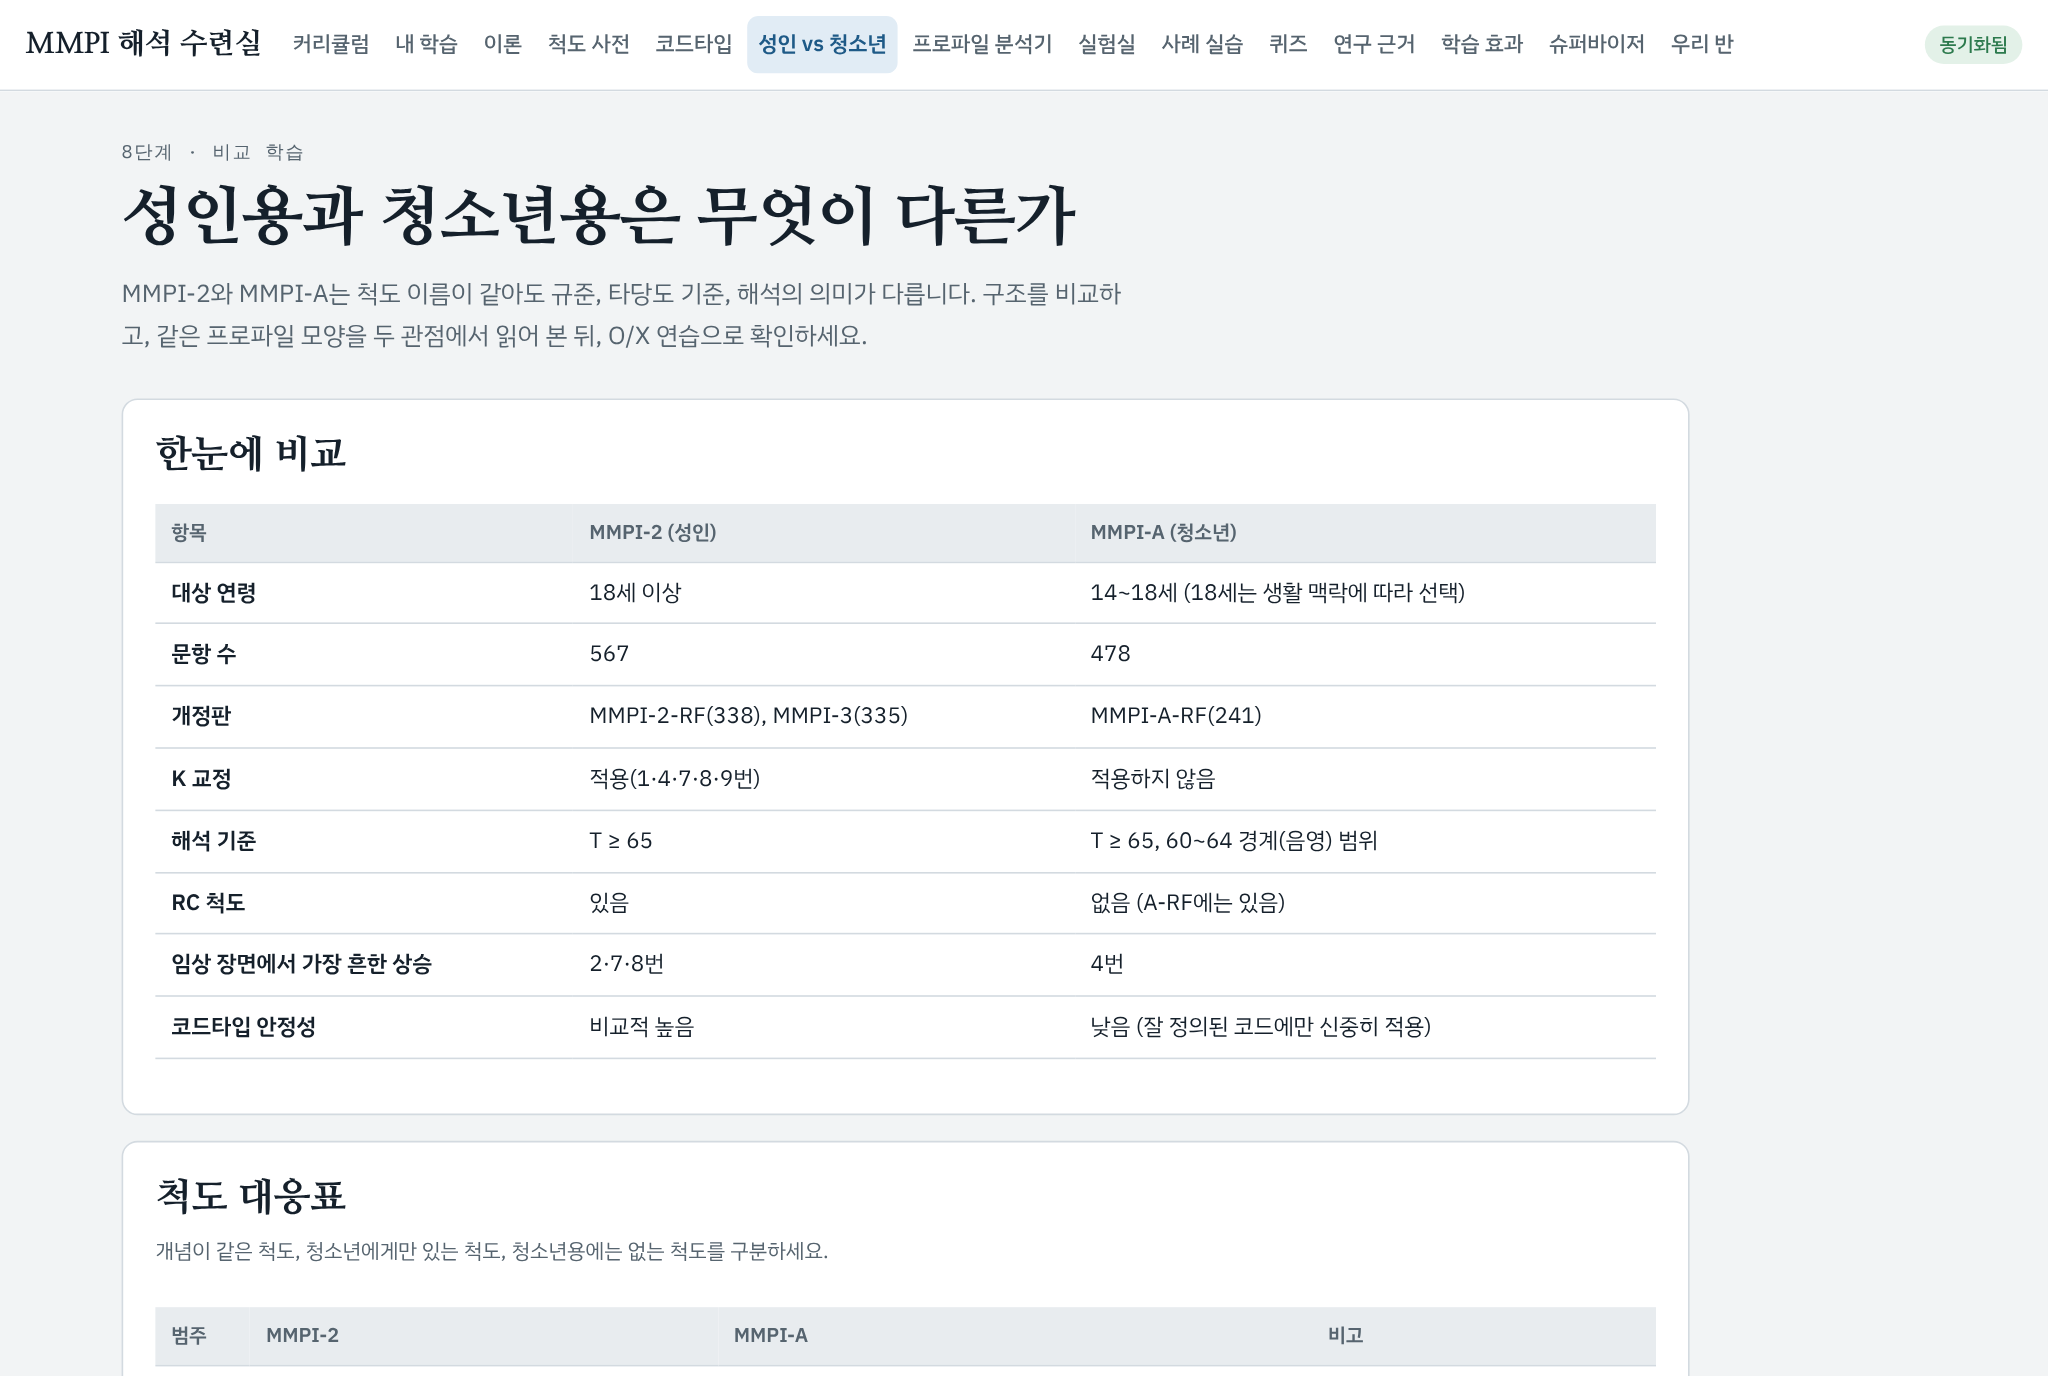 MMPI 해석 수련실 커리큘럼 내 학습 이론 척도 사전 코드타입 성인 vs 청소년 프로파일 분석기 실험실 사례 실습 퀴즈 연구 근거 학습 효과 슈퍼바이저 우리 반 동기화됨
8단계 · 비교 학습
성인용과 청소년용은 무엇이 다른가
MMPI-2와 MMPI-A는 척도 이름이 같아도 규준, 타당도 기준, 해석의 의미가 다릅니다. 구조를 비교하
고, 같은 프로파일 모양을 두 관점에서 읽어 본 뒤, O/X 연습으로 확인하세요.
한눈에 비교
항목 MMPI-2 (성인) MMPI-A (청소년)
대상 연령 18세 이상 14~18세 (18세는 생활 맥락에 따라 선택)
문항 수 567 478
개정판 MMPI-2-RF(338), MMPI-3(335) MMPI-A-RF(241)
K 교정 적용(1·4·7·8·9번) 적용하지 않음
해석 기준 T ≥ 65 T ≥ 65, 60~64 경계(음영) 범위
RC 척도 있음 없음 (A-RF에는 있음)
임상 장면에서 가장 흔한 상승 2·7·8번 4번
코드타입 안정성 비교적 높음 낮음 (잘 정의된 코드에만 신중히 적용)
척도 대응표
개념이 같은 척도, 청소년에게만 있는 척도, 청소년용에는 없는 척도를 구분하세요.
범주 MMPI-2 MMPI-A 비고